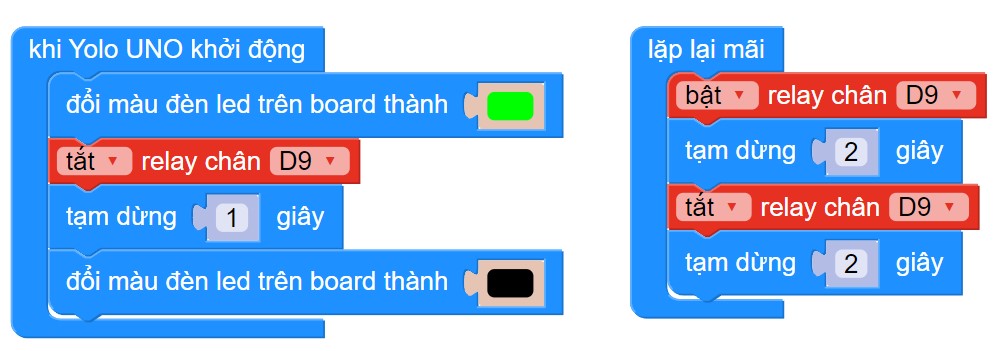 khi Yolo UNO khởi động
đổi màu đèn led trên board thành
tắt relay chân D9
tạm dừng 1 giây
đổi màu đèn led trên board thành
lặp lại mãi
bật relay chân D9
tạm dừng 2 giây
tắt relay chân D9
tạm dừng 2 giây